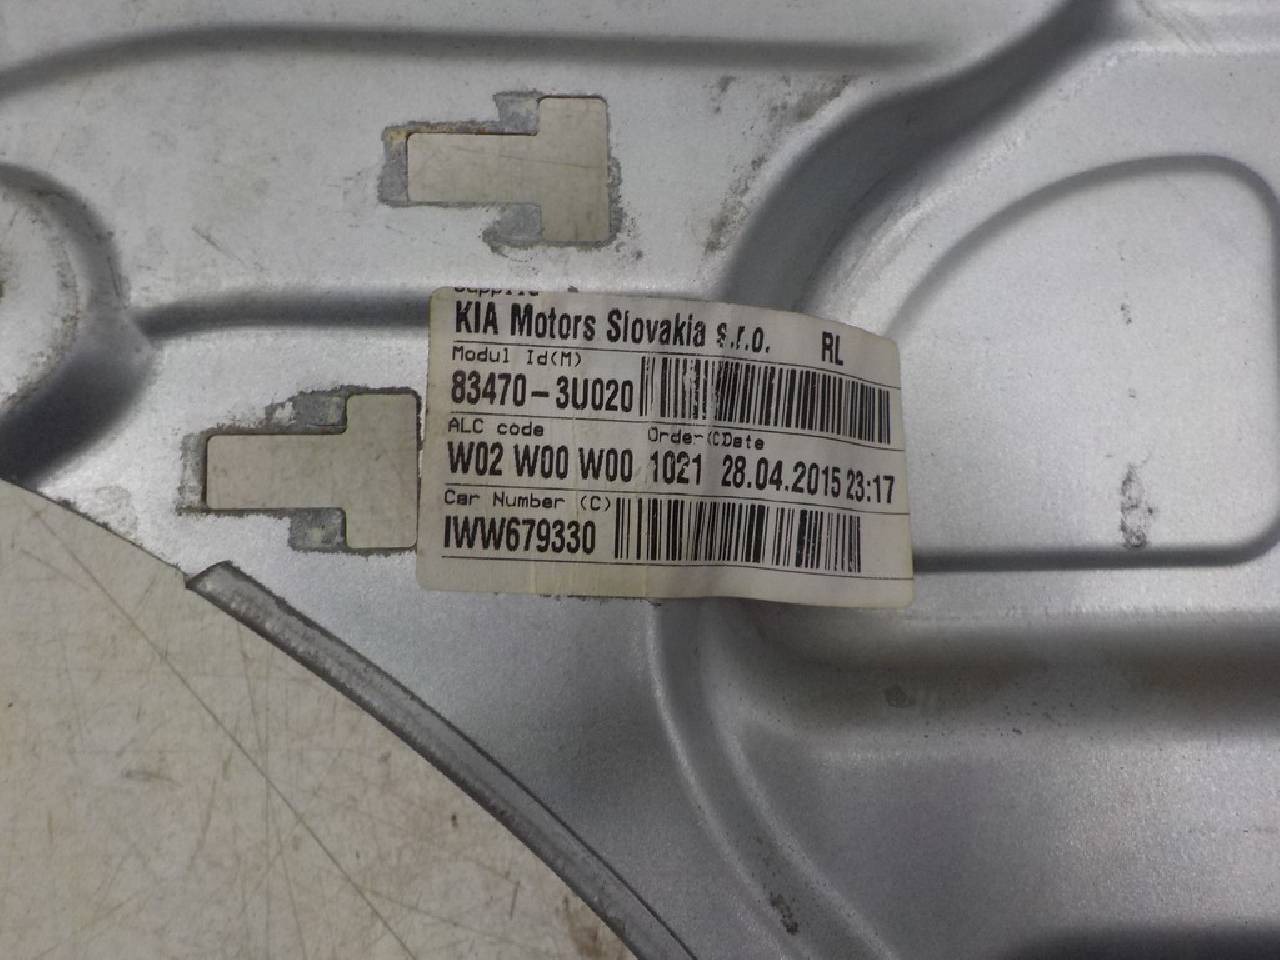 KIA Motors Slovakia s.r.o. RL
Modul Id(M)
83470-3U020
ALC code Order(C)Date
W02 W00 W00 1021 28.04.2015 23:17
Car Number (C)
IWW679330